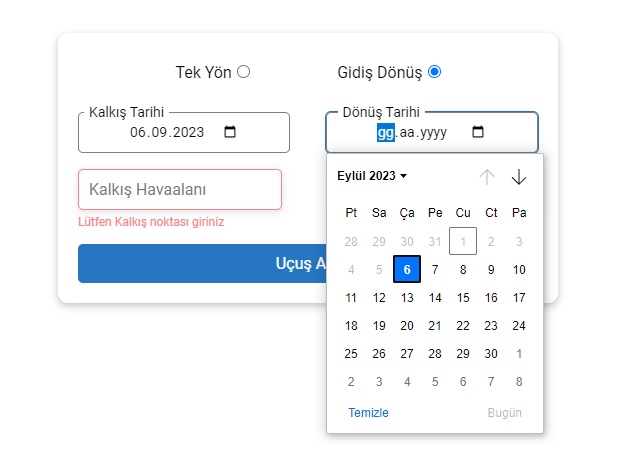 Tek Yön Gidiş Dönüş
Kalkış Tarihi Dönüş Tarihi
06.09.2023 gg.aa.yyyy
Kalkış Havaalanı
Lütfen Kalkış noktası giriniz
Uçuş A
Eylül 2023
Pt Sa Ça Pe Cu Ct Pa
28 29 30 31 1 2 3
4 5 6 7 8 9 10
11 12 13 14 15 16 17
18 19 20 21 22 23 24
25 26 27 28 29 30 1
2 3 4 5 6 7 8
Temizle Bugün